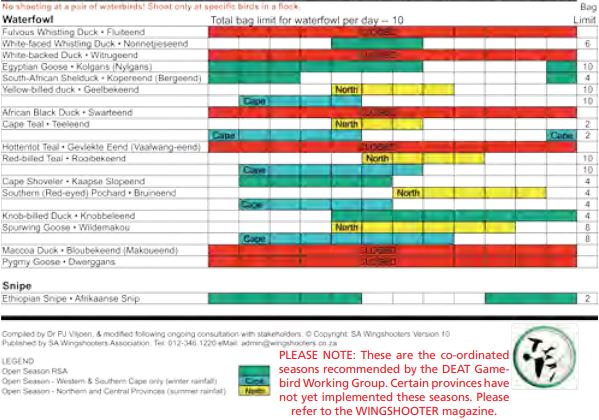 No shooting at a pair of waterbirds! Shoot only at specific birds in a flock.
Bag
Waterfowl Total bag limit for waterfowl per day -- 10 Limit
Fulvous Whistling Duck • Fluiteend CLOSED
White-faced Whistling Duck • Nonnetjieseend 6
White-backed Duck • Witrugeend CLOSED
Egyptian Goose • Kolgans (Nylgans) 10
South-African Shelduck • Kopereend (Bergeend) 4
Yellow-billed duck • Geelbekeend North 10
Cape 10
African Black Duck • Swarteend CLOSED
Cape Teal • Teeleend North 2
Cape Cape 2
Hottentot Teal • Gevlekte Eend (Vaalwang-eend) CLOSED
Red-billed Teal • Rooibekeend North 10
Cape 10
Cape Shoveler • Kaapse Slopeend 4
Southern (Red-eyed) Pochard • Bruineend North 4
Cape 4
Knob-billed Duck • Knobbeleend 4
Spurwing Goose • Wildemakou North 8
Cape 8
Maccoa Duck • Bloubekeend (Makoueend) CLOSED
Pygmy Goose • Dwerggans CLOSED
Snipe
Ethiopian Snipe • Afrikaanse Snip 2
Compiled by Dr PJ Viljoen, & modified following ongoing consultation with stakeholders. © Copyright: SA Wingshooters Version 10
Published by SA Wingshooters Association. Tel: 012-346 1220 eMail: admin@wingshooters.co.za
LEGEND
Open Season RSA
Open Season - Western & Southern Cape only (winter rainfall) Cape
Open Season - Northern and Central Provinces (summer rainfall) North
PLEASE NOTE: These are the co-ordinated
seasons recommended by the DEAT Game-
bird Working Group. Certain provinces have
not yet implemented these seasons. Please
refer to the WINGSHOOTER magazine.